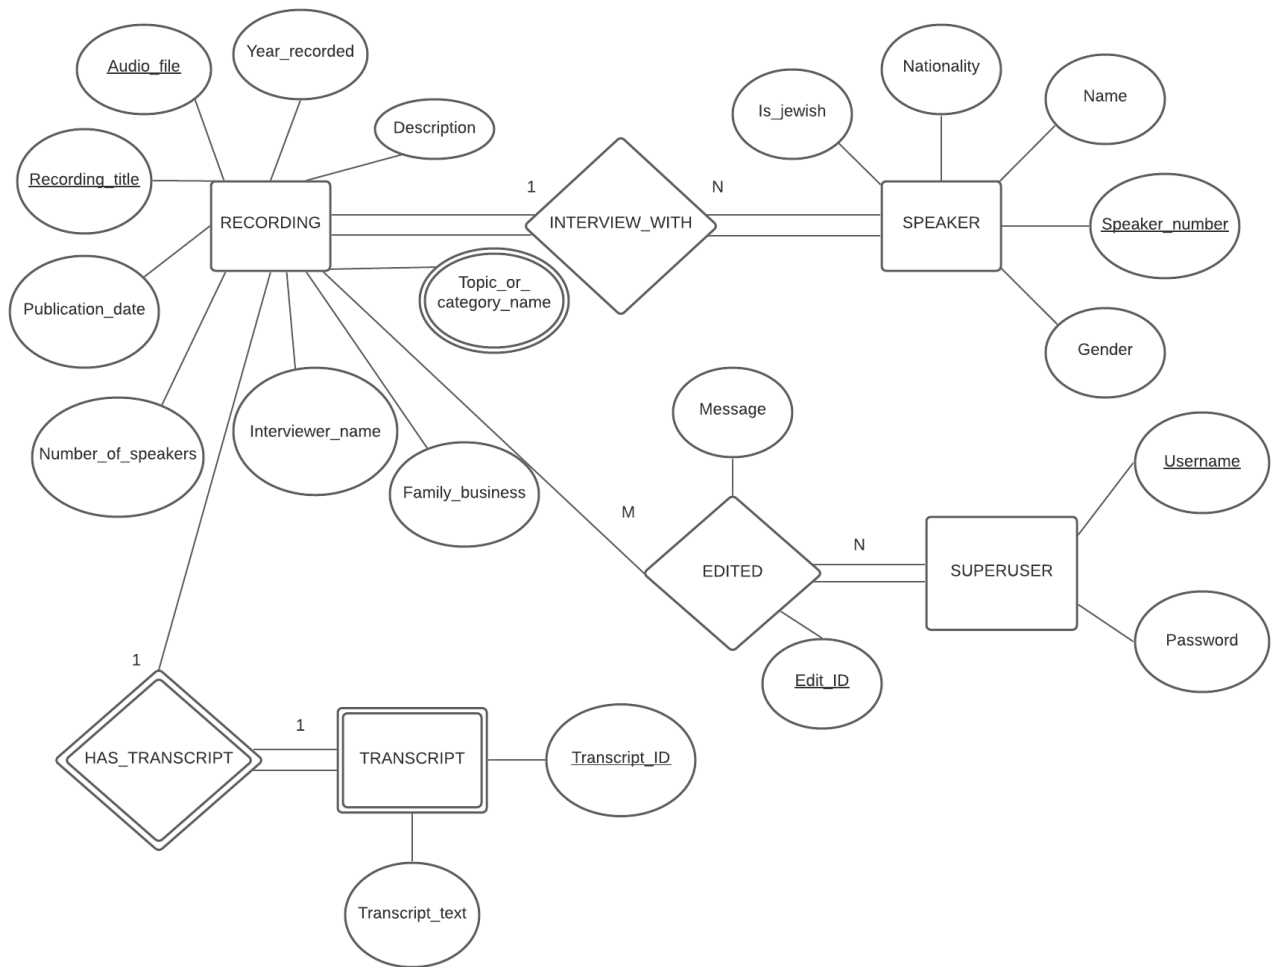 Year_recorded
Audio_file
Nationality
Name
Is_jewish
Description
Recording_title
1
N
RECORDING
INTERVIEW_WITH
SPEAKER
Speaker_number
Topic_or_
category_name
Publication_date
Gender
Message
Interviewer_name
Number_of_speakers
Family_business
Username
M
N
EDITED
SUPERUSER
Password
1
Edit_ID
1
HAS_TRANSCRIPT
TRANSCRIPT
Transcript_ID
Transcript_text